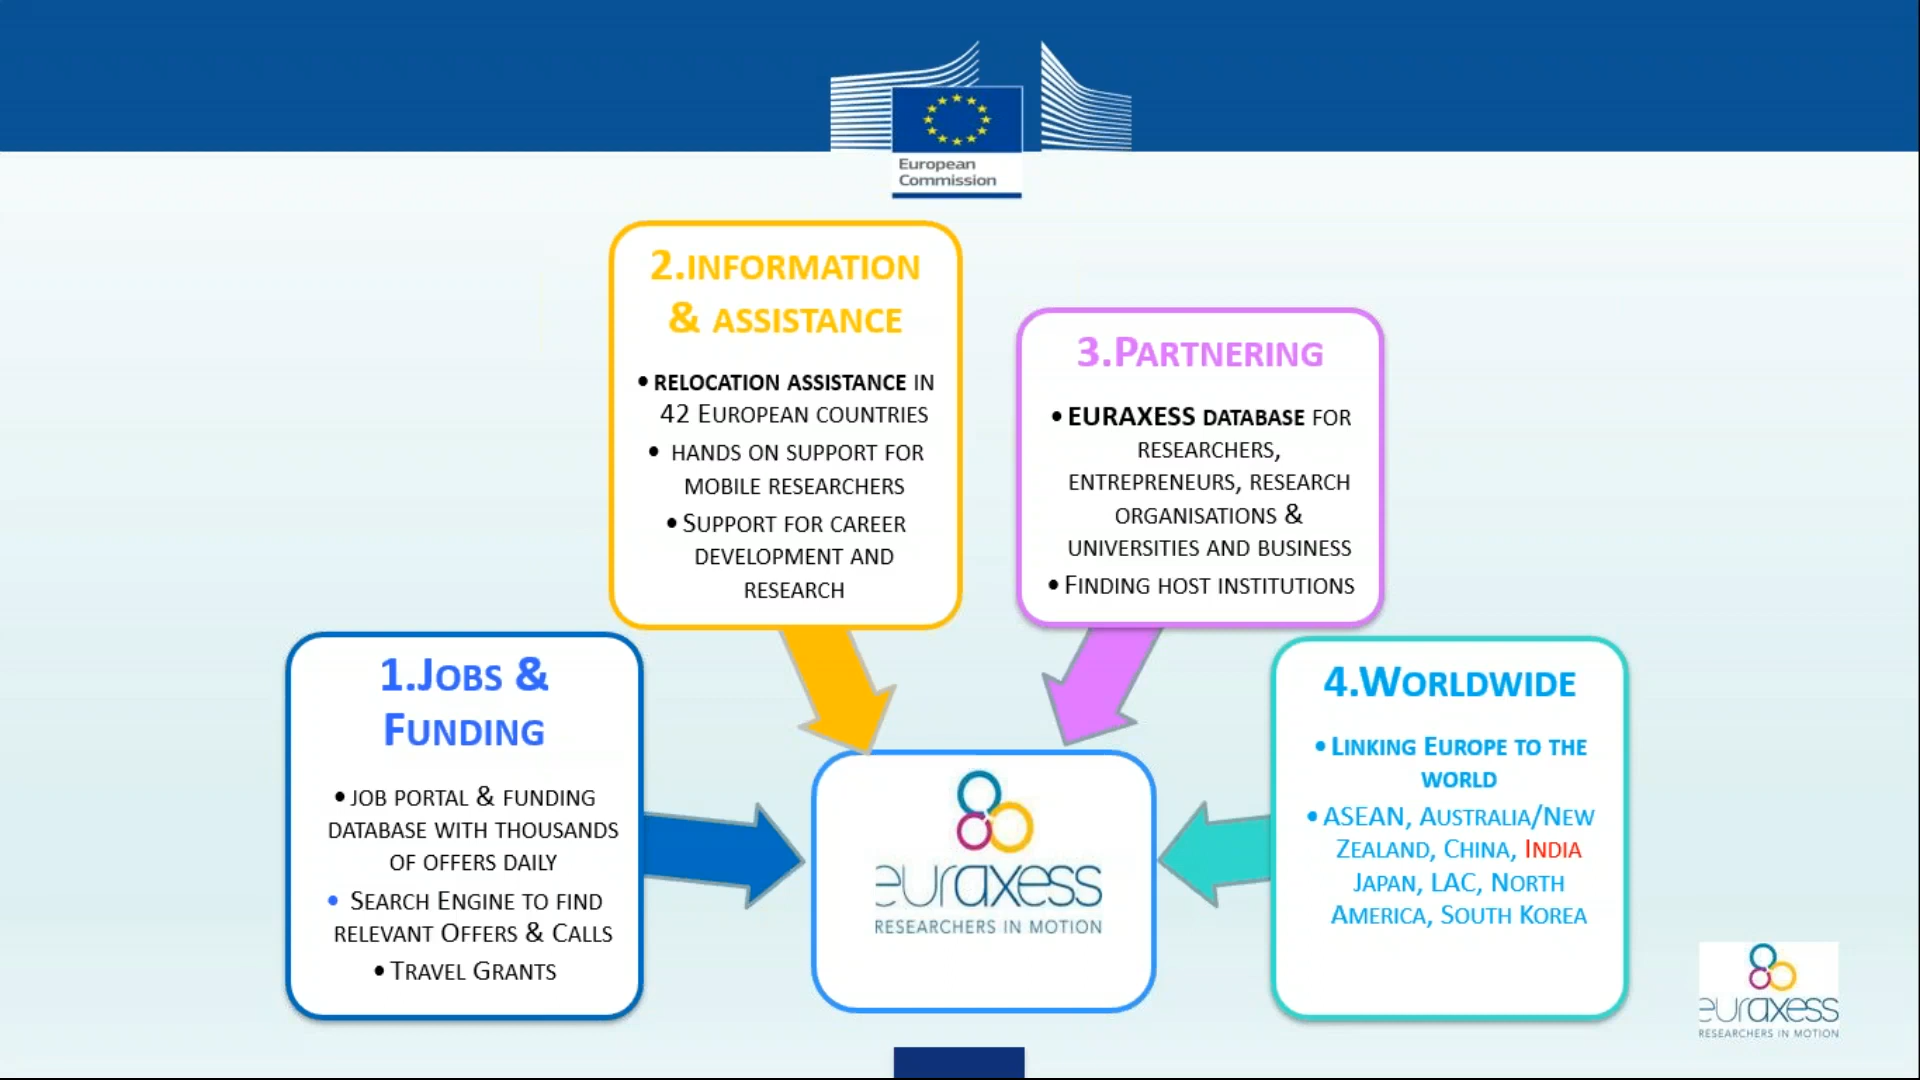 European
Commission
2.INFORMATION
& ASSISTANCE
• RELOCATION ASSISTANCE IN
42 EUROPEAN COUNTRIES
• HANDS ON SUPPORT FOR
MOBILE RESEARCHERS
• SUPPORT FOR CAREER
DEVELOPMENT AND
RESEARCH
3.PARTNERING
• EURAXESS DATABASE FOR
RESEARCHERS,
ENTREPRENEURS, RESEARCH
ORGANISATIONS &
UNIVERSITIES AND BUSINESS
• FINDING HOST INSTITUTIONS
1.JOBS &
FUNDING
• JOB PORTAL & FUNDING
DATABASE WITH THOUSANDS
OF OFFERS DAILY
• SEARCH ENGINE TO FIND
RELEVANT OFFERS & CALLS
• TRAVEL GRANTS
euraxess
RESEARCHERS IN MOTION
4.WORLDWIDE
• LINKING EUROPE TO THE
WORLD
• ASEAN, AUSTRALIA/NEW
ZEALAND, CHINA, INDIA
JAPAN, LAC, NORTH
AMERICA, SOUTH KOREA
euraxess
RESEARCHERS IN MOTION